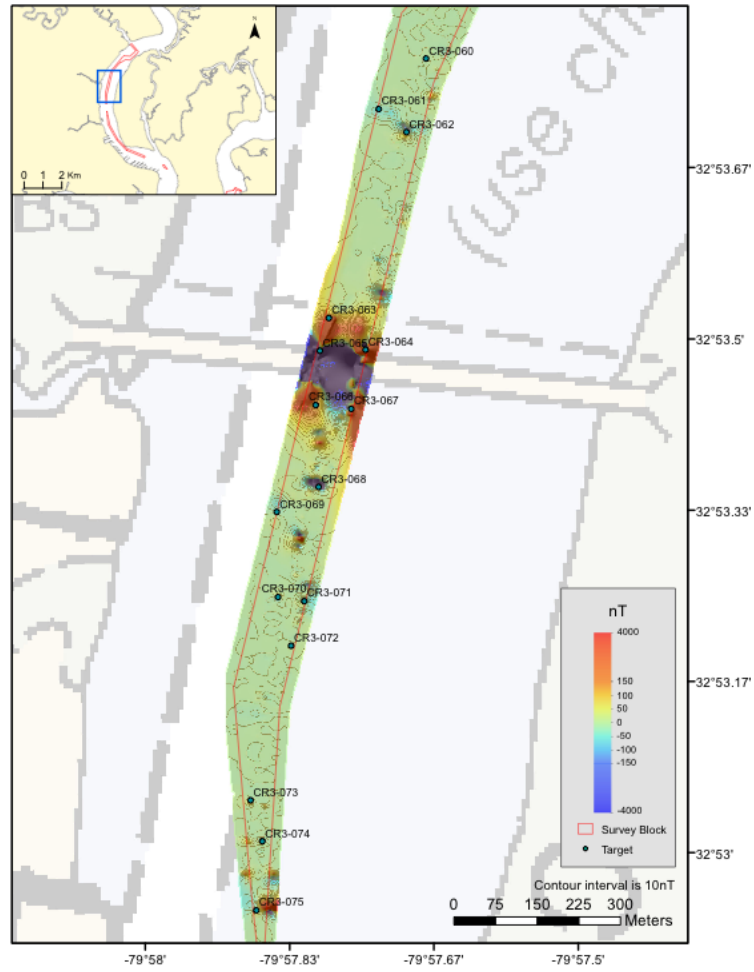 N
0 1 2 Km
CR3-060
CR3-061
CR3-062
32°53.67'
(use ch
BS
CR3-063
32°53.5'
CR3-065
CR3-064
CR3-066
CR3-067
CR3-068
CR3-069
32°53.33'
CR3-070
CR3-071
nT
4000
CR3-072
32°53.17'
150
100
50
0
-50
-100
-150
-4000
CR3-073
Survey Block
CR3-074
Target
32°53'
Contour interval is 10nT
CR3-075
0 75 150 225 300
Meters
-79°58' -79°57.83' -79°57.67' -79°57.5'